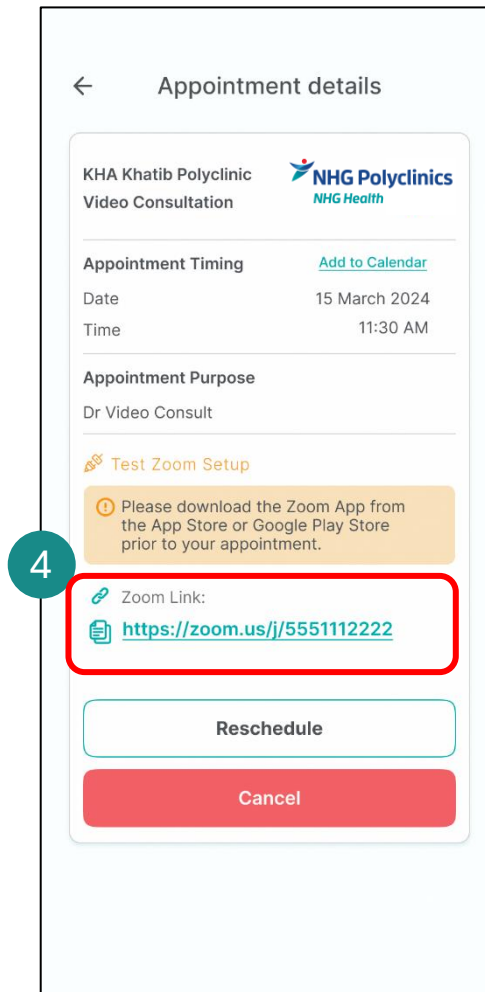 Appointment details
KHA Khatib Polyclinic
Video Consultation
NHG Polyclinics
NHG Health
Appointment Timing Add to Calendar
Date 15 March 2024
Time 11:30 AM
Appointment Purpose
Dr Video Consult
Test Zoom Setup
Please download the Zoom App from
the App Store or Google Play Store
prior to your appointment.
4
Zoom Link:
https://zoom.us/j/5551112222
Reschedule
Cancel